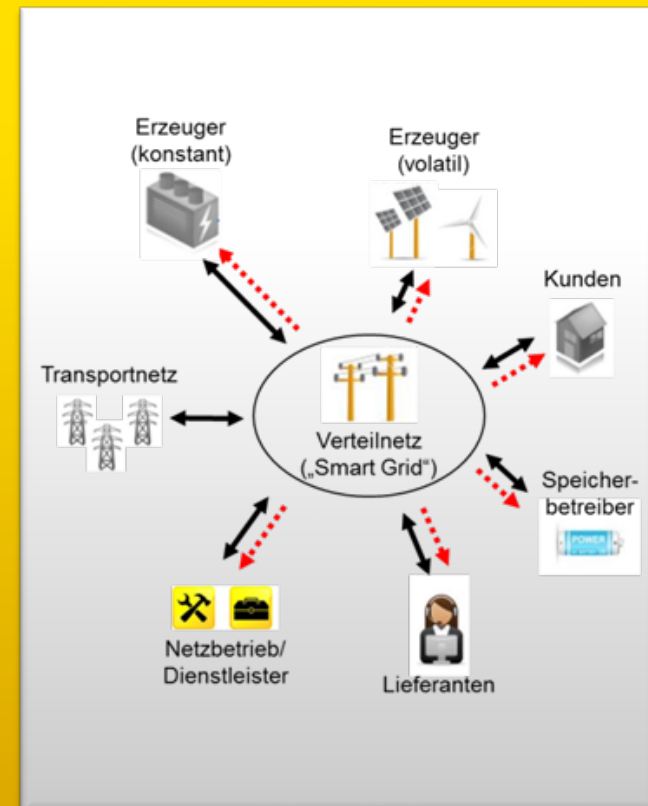 Erzeuger
(konstant)
Erzeuger
(volatil)
Kunden
Transportnetz
Verteilnetz
(„Smart Grid“)
Speicher-
betreiber
POWER
Netzbetrieb/
Dienstleister
Lieferanten